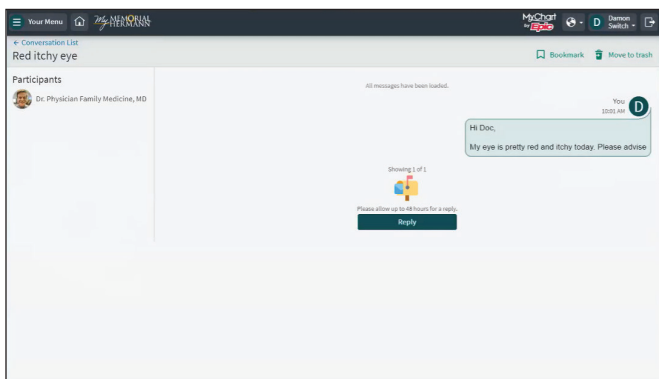 Your Menu
My MEMORIAL HERMANN
MyChart by Epic
D
Damon
Switch
← Conversation List
Red itchy eye
Bookmark
Move to trash
Participants
Dr. Physician Family Medicine, MD
All messages have been loaded.
You
10:01 AM
D
Hi Doc,
My eye is pretty red and itchy today. Please advise
Showing 1 of 1
Please allow up to 48 hours for a reply.
Reply